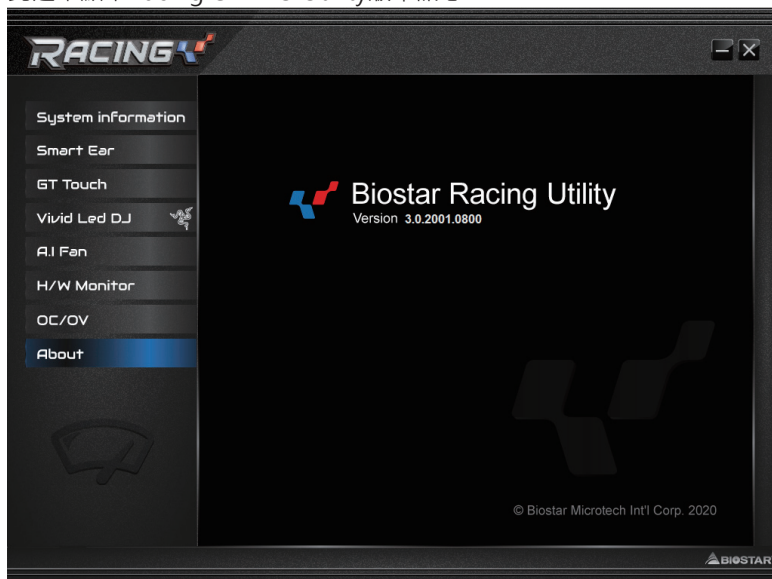 RACING
System information
Smart Ear
GT Touch
Vivid Led DJ
A.I Fan
H/W Monitor
OC/OV
About
Biostar Racing Utility
Version 3.0.2001.0800
© Biostar Microtech Int'l Corp. 2020
BIOSTAR